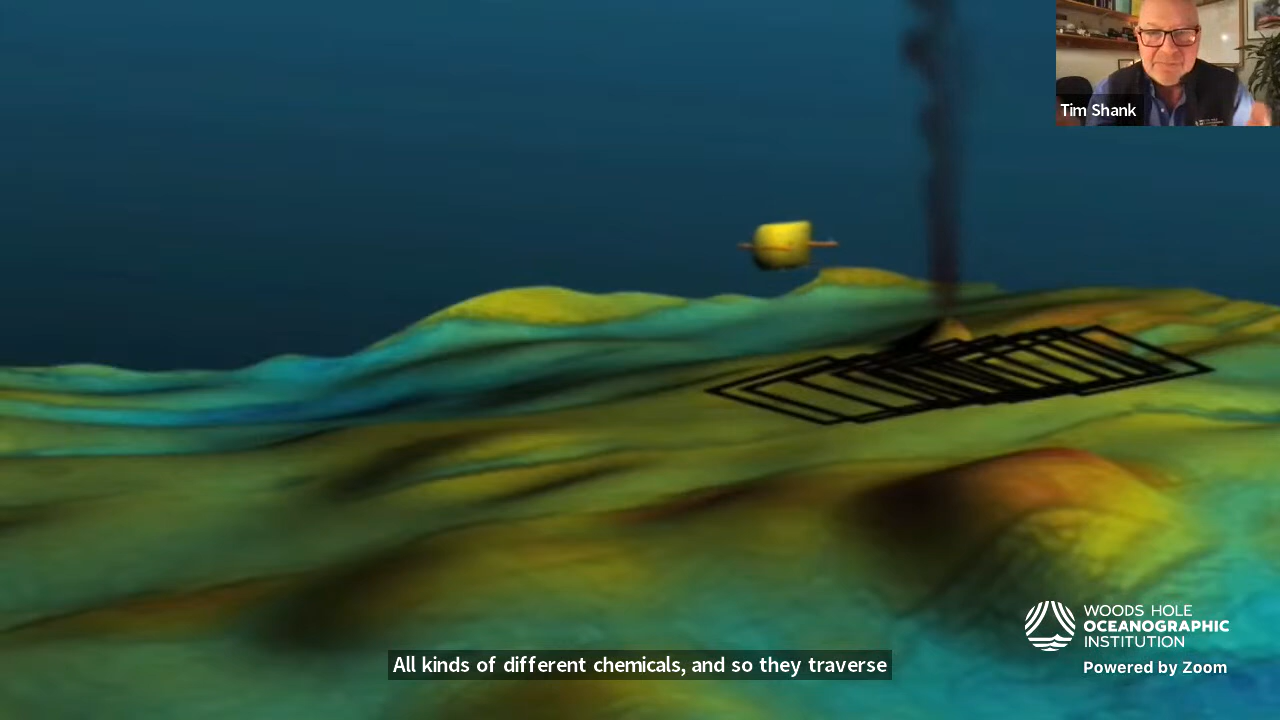 Tim Shank
WOODS HOLE
OCEANOGRAPHIC
INSTITUTION
Powered by Zoom
All kinds of different chemicals, and so they traverse